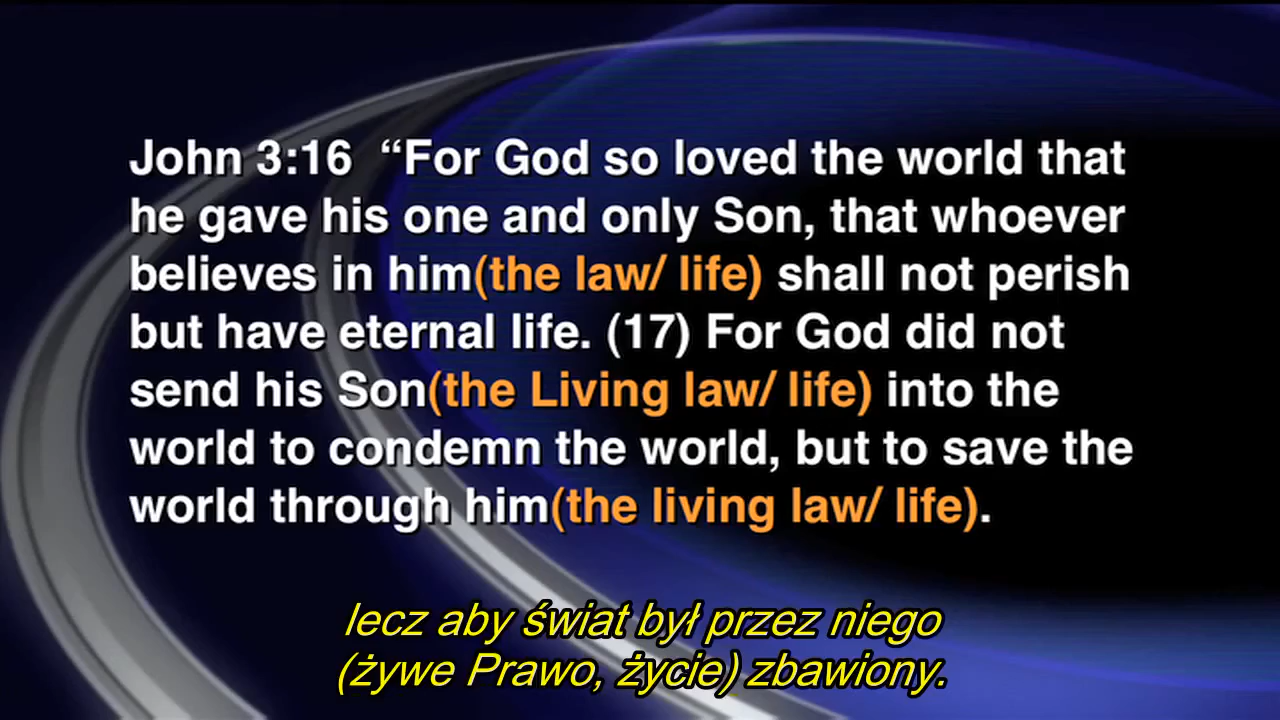 John 3:16 “For God so loved the world that
he gave his one and only Son, that whoever
believes in him(the law/ life) shall not perish
but have eternal life. (17) For God did not
send his Son(the Living law/ life) into the
world to condemn the world, but to save the
world through him(the living law/ life).
lecz aby świat był przez niego
(żywe Prawo, życie) zbawiony.